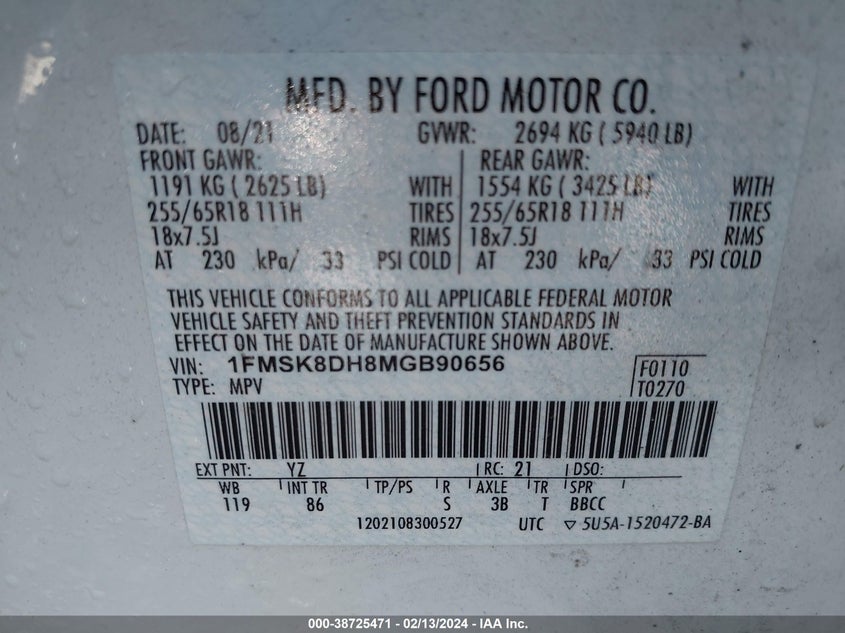 MFD. BY FORD MOTOR CO.
DATE: 08/21 GVWR: 2694 KG ( 5940 LB)
FRONT GAWR: REAR GAWR:
1191 KG ( 2625 LB) WITH 1554 KG ( 3425 LB) WITH
255/65R18 111H TIRES 255/65R18 111H TIRES
18x7.5J RIMS 18x7.5J RIMS
AT 230 kPa/ 33 PSI COLD AT 230 kPa/ 33 PSI COLD
THIS VEHICLE CONFORMS TO ALL APPLICABLE FEDERAL MOTOR
VEHICLE SAFETY AND THEFT PREVENTION STANDARDS IN
EFFECT ON THE DATE OF MANUFACTURE SHOWN ABOVE.
VIN: 1FMSK8DH8MGB90656 F0110
TYPE: MPV T0270
EXT PNT: YZ RC: 21 DSO:
WB INT TR TP/PS R AXLE TR SPR
119 86 S 3B T BBCC
1202108300527 UTC ▽ 5U5A-1520472-BA
000-38725471 - 02/13/2024 - IAA Inc.